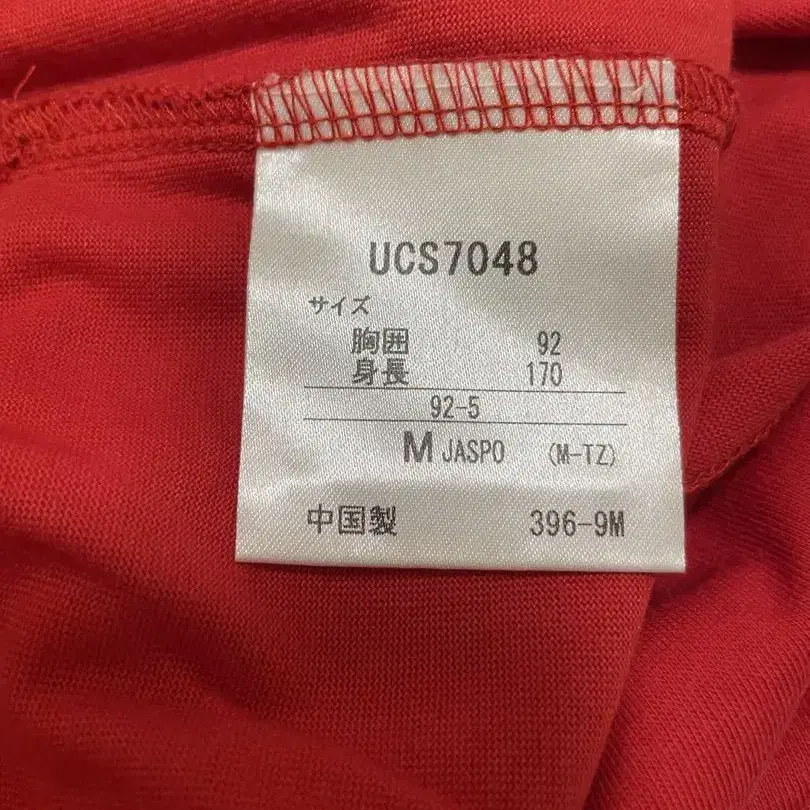 UCS7048
サイズ
胸囲 92
身長 170
92-5
M JASPO (M-TZ)
中国製 396-9M